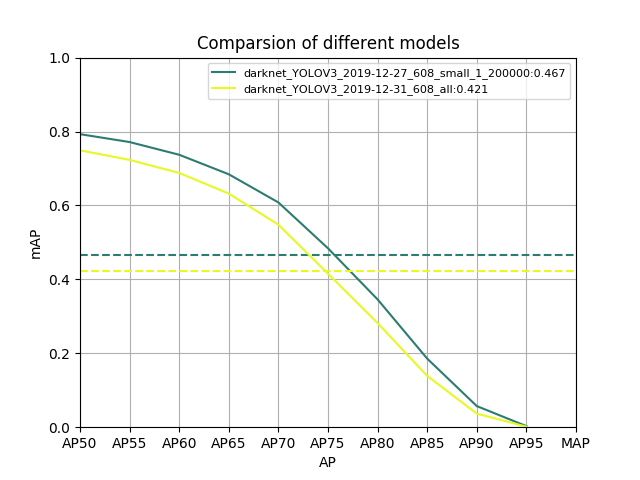 Comparsion of different models
darknet_YOLOV3_2019-12-27_608_small_1_200000:0.467
darknet_YOLOV3_2019-12-31_608_all:0.421
1.0
0.8
0.6
0.4
0.2
0.0
mAP
AP50 AP55 AP60 AP65 AP70 AP75 AP80 AP85 AP90 AP95 MAP
AP